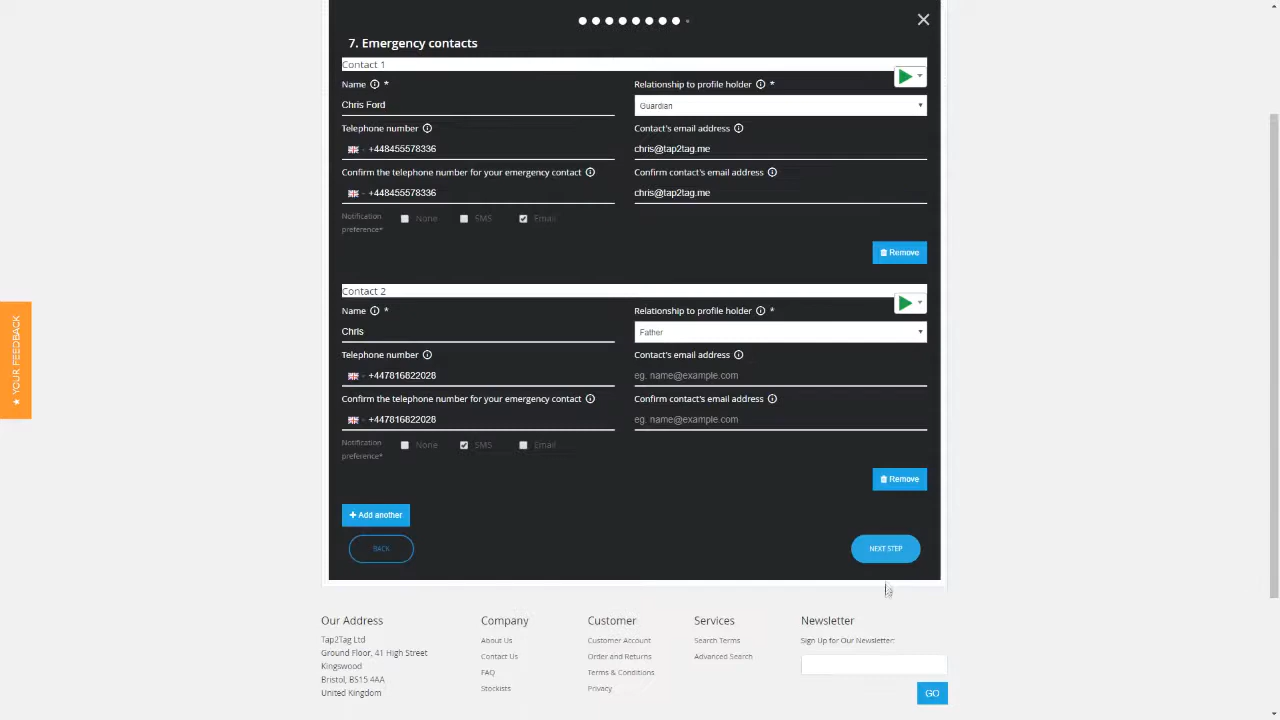 7. Emergency contacts
Contact 1
Name *
Relationship to profile holder *
Chris Ford
Guardian
Telephone number
Contact's email address
+448455578336
chris@tap2tag.me
Confirm the telephone number for your emergency contact
Confirm contact's email address
+448455578336
chris@tap2tag.me
Notification preference*
None
SMS
Email
Remove
Contact 2
Name *
Relationship to profile holder *
Chris
Father
Telephone number
Contact's email address
+447816822028
eg. name@example.com
Confirm the telephone number for your emergency contact
Confirm contact's email address
+447816822028
eg. name@example.com
Notification preference*
None
SMS
Email
Remove
+ Add another
BACK
NEXT STEP
★ YOUR FEEDBACK
Our Address
Tap2Tag Ltd
Ground Floor, 41 High Street
Kingswood
Bristol, BS15 4AA
United Kingdom
Company
About Us
Contact Us
FAQ
Stockists
Customer
Customer Account
Order and Returns
Terms & Conditions
Privacy
Services
Search Terms
Advanced Search
Newsletter
Sign Up for Our Newsletter:
GO